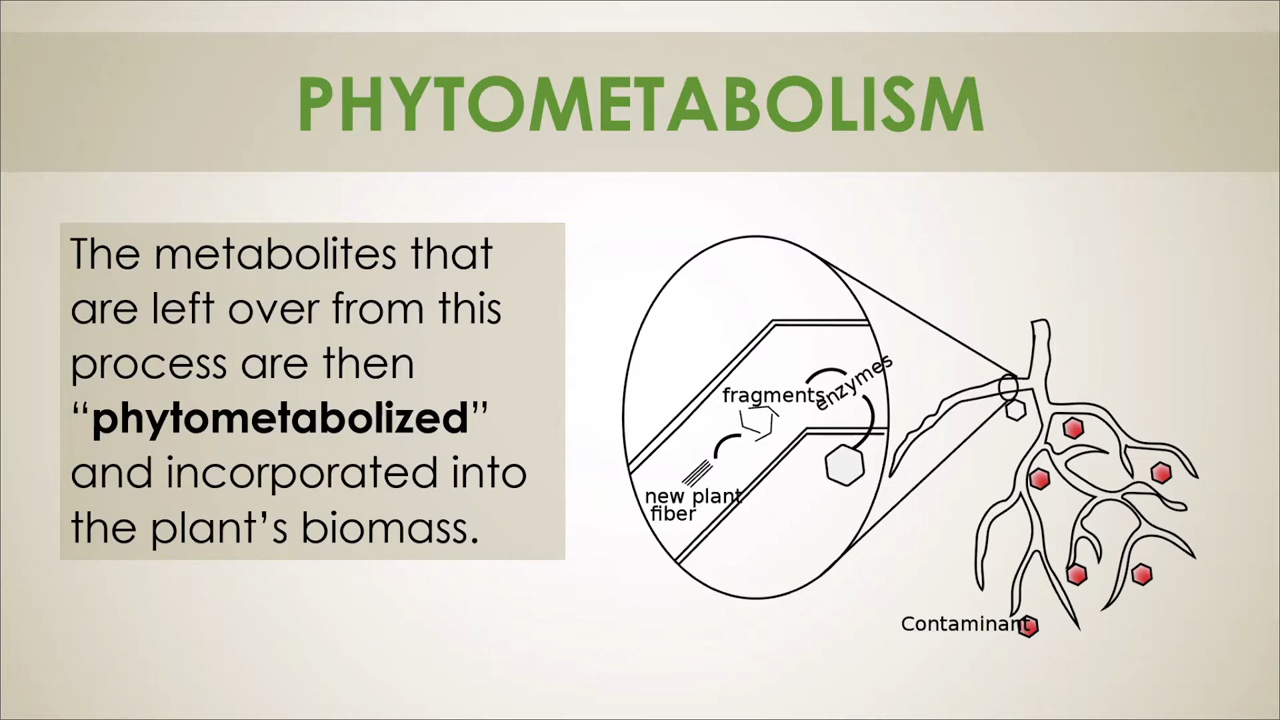 PHYTOMETABOLISM
The metabolites that
are left over from this
process are then
“phytometabolized”
and incorporated into
the plant’s biomass.
enzymes
fragments
new plant
fiber
Contaminant